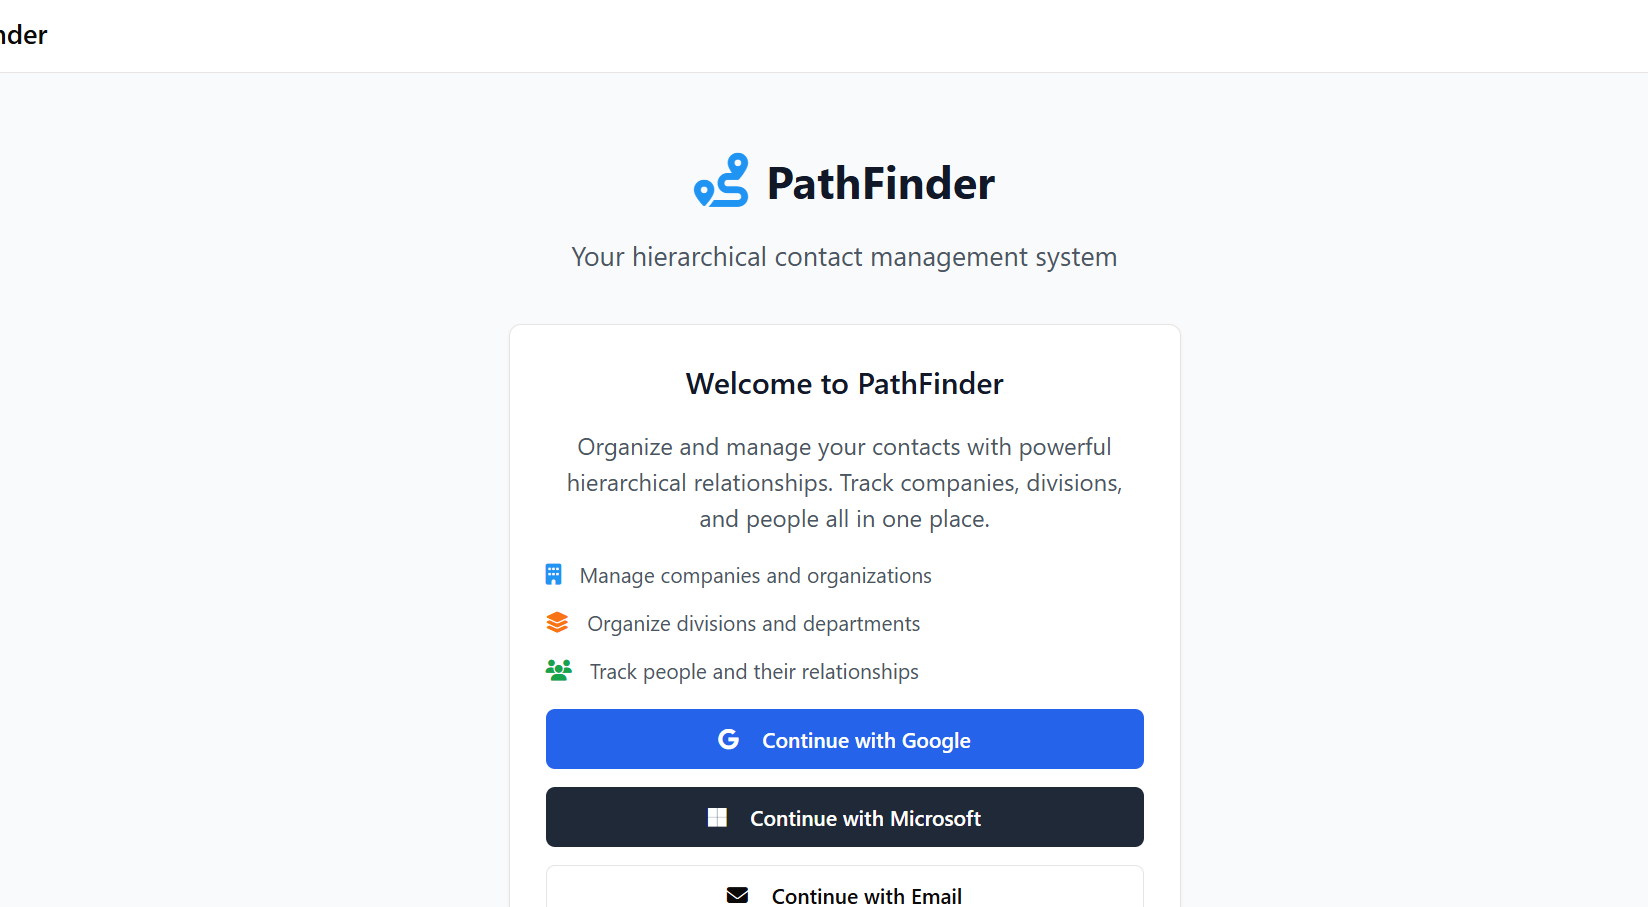 nder
PathFinder
Your hierarchical contact management system
Welcome to PathFinder
Organize and manage your contacts with powerful
hierarchical relationships. Track companies, divisions,
and people all in one place.
Manage companies and organizations
Organize divisions and departments
Track people and their relationships
Continue with Google
Continue with Microsoft
Continue with Email